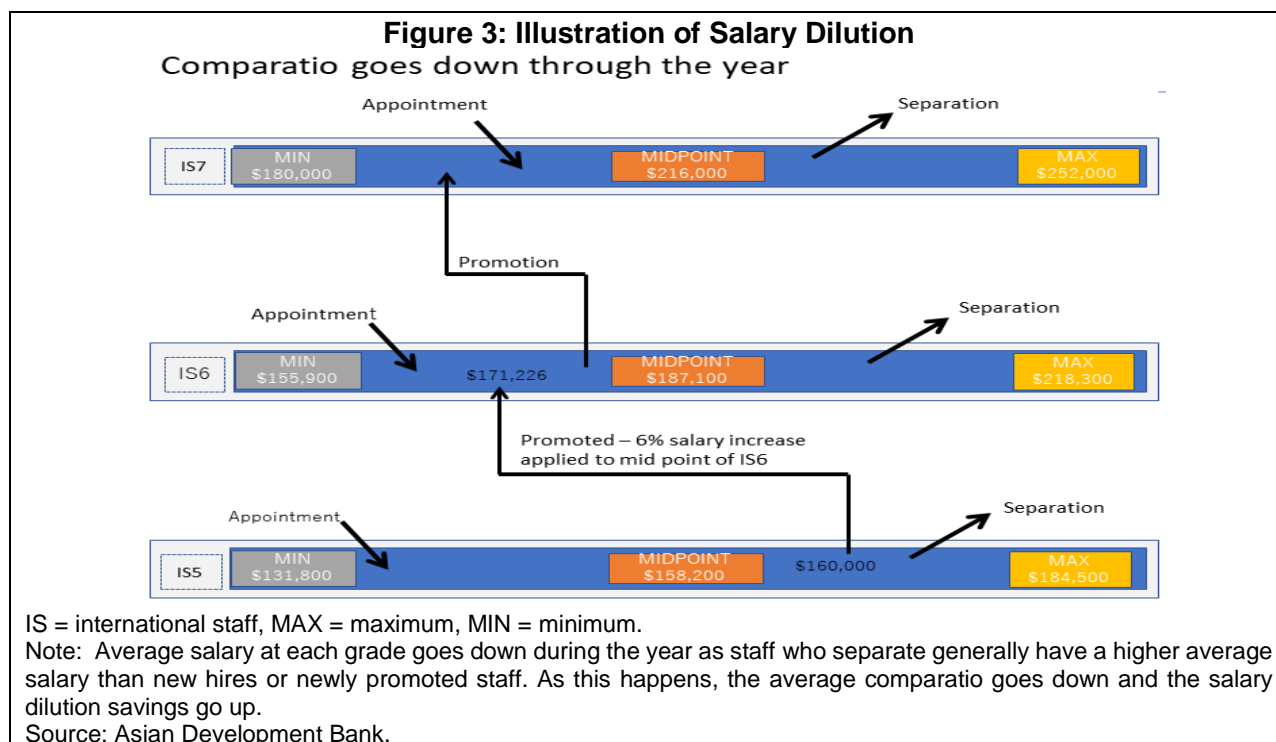 Figure 3: Illustration of Salary Dilution
Comparatio goes down through the year
Appointment
Separation
IS7
MIN
$180,000
MIDPOINT
$216,000
MAX
$252,000
Promotion
Appointment
Separation
IS6
MIN
$155,900
$171,226
MIDPOINT
$187,100
MAX
$218,300
Promoted – 6% salary increase
applied to mid point of IS6
Appointment
Separation
IS5
MIN
$131,800
MIDPOINT
$158,200
$160,000
MAX
$184,500
IS = international staff, MAX = maximum, MIN = minimum.
Note: Average salary at each grade goes down during the year as staff who separate generally have a higher average
salary than new hires or newly promoted staff. As this happens, the average comparatio goes down and the salary
dilution savings go up.
Source: Asian Development Bank.